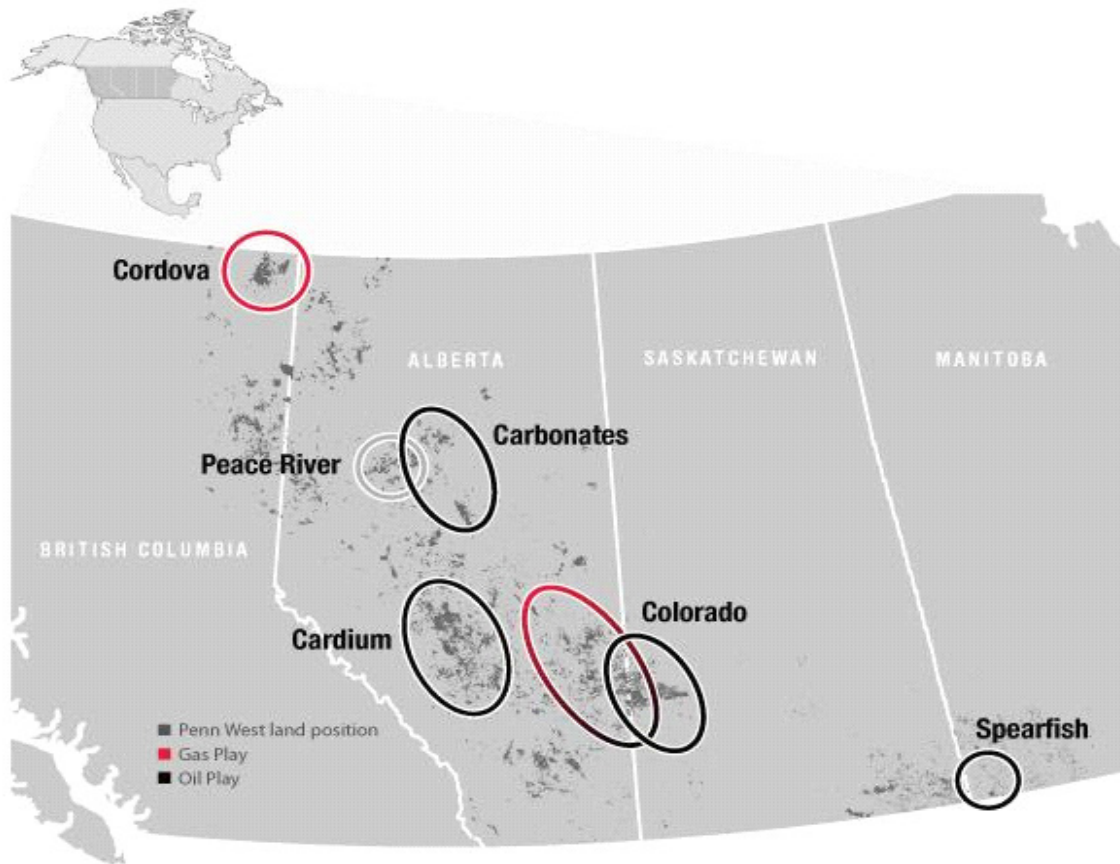 Cordova
ALBERTA
SASKATCHEWAN
MANITOBA
Carbonates
Peace River
BRITISH COLUMBIA
Colorado
Cardium
Penn West land position
Gas Play
Oil Play
Spearfish